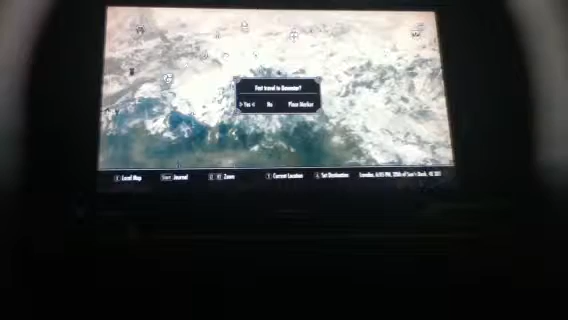 Fast travel to Dawnstar?
Yes No Place Marker
Local Map Journal Zoom Current Location Set Destination